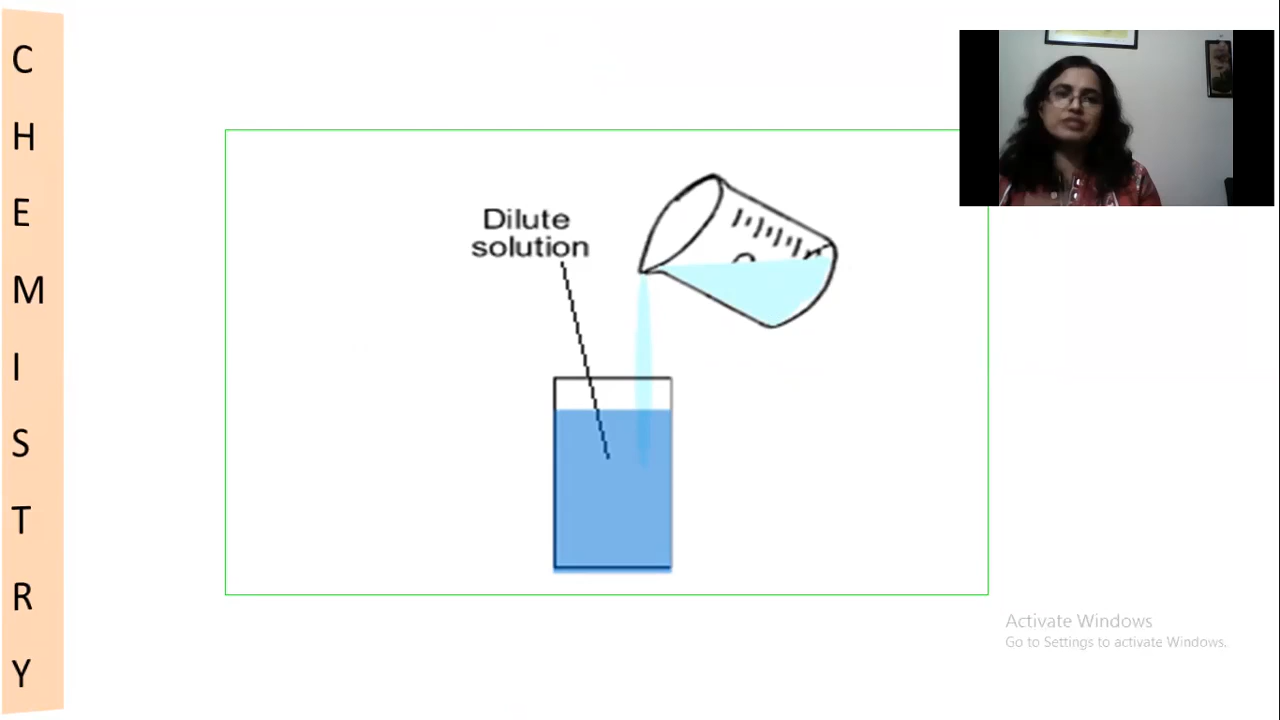 C
H
E
M
I
S
T
R
Y
Dilute
solution
Activate Windows
Go to Settings to activate Windows.